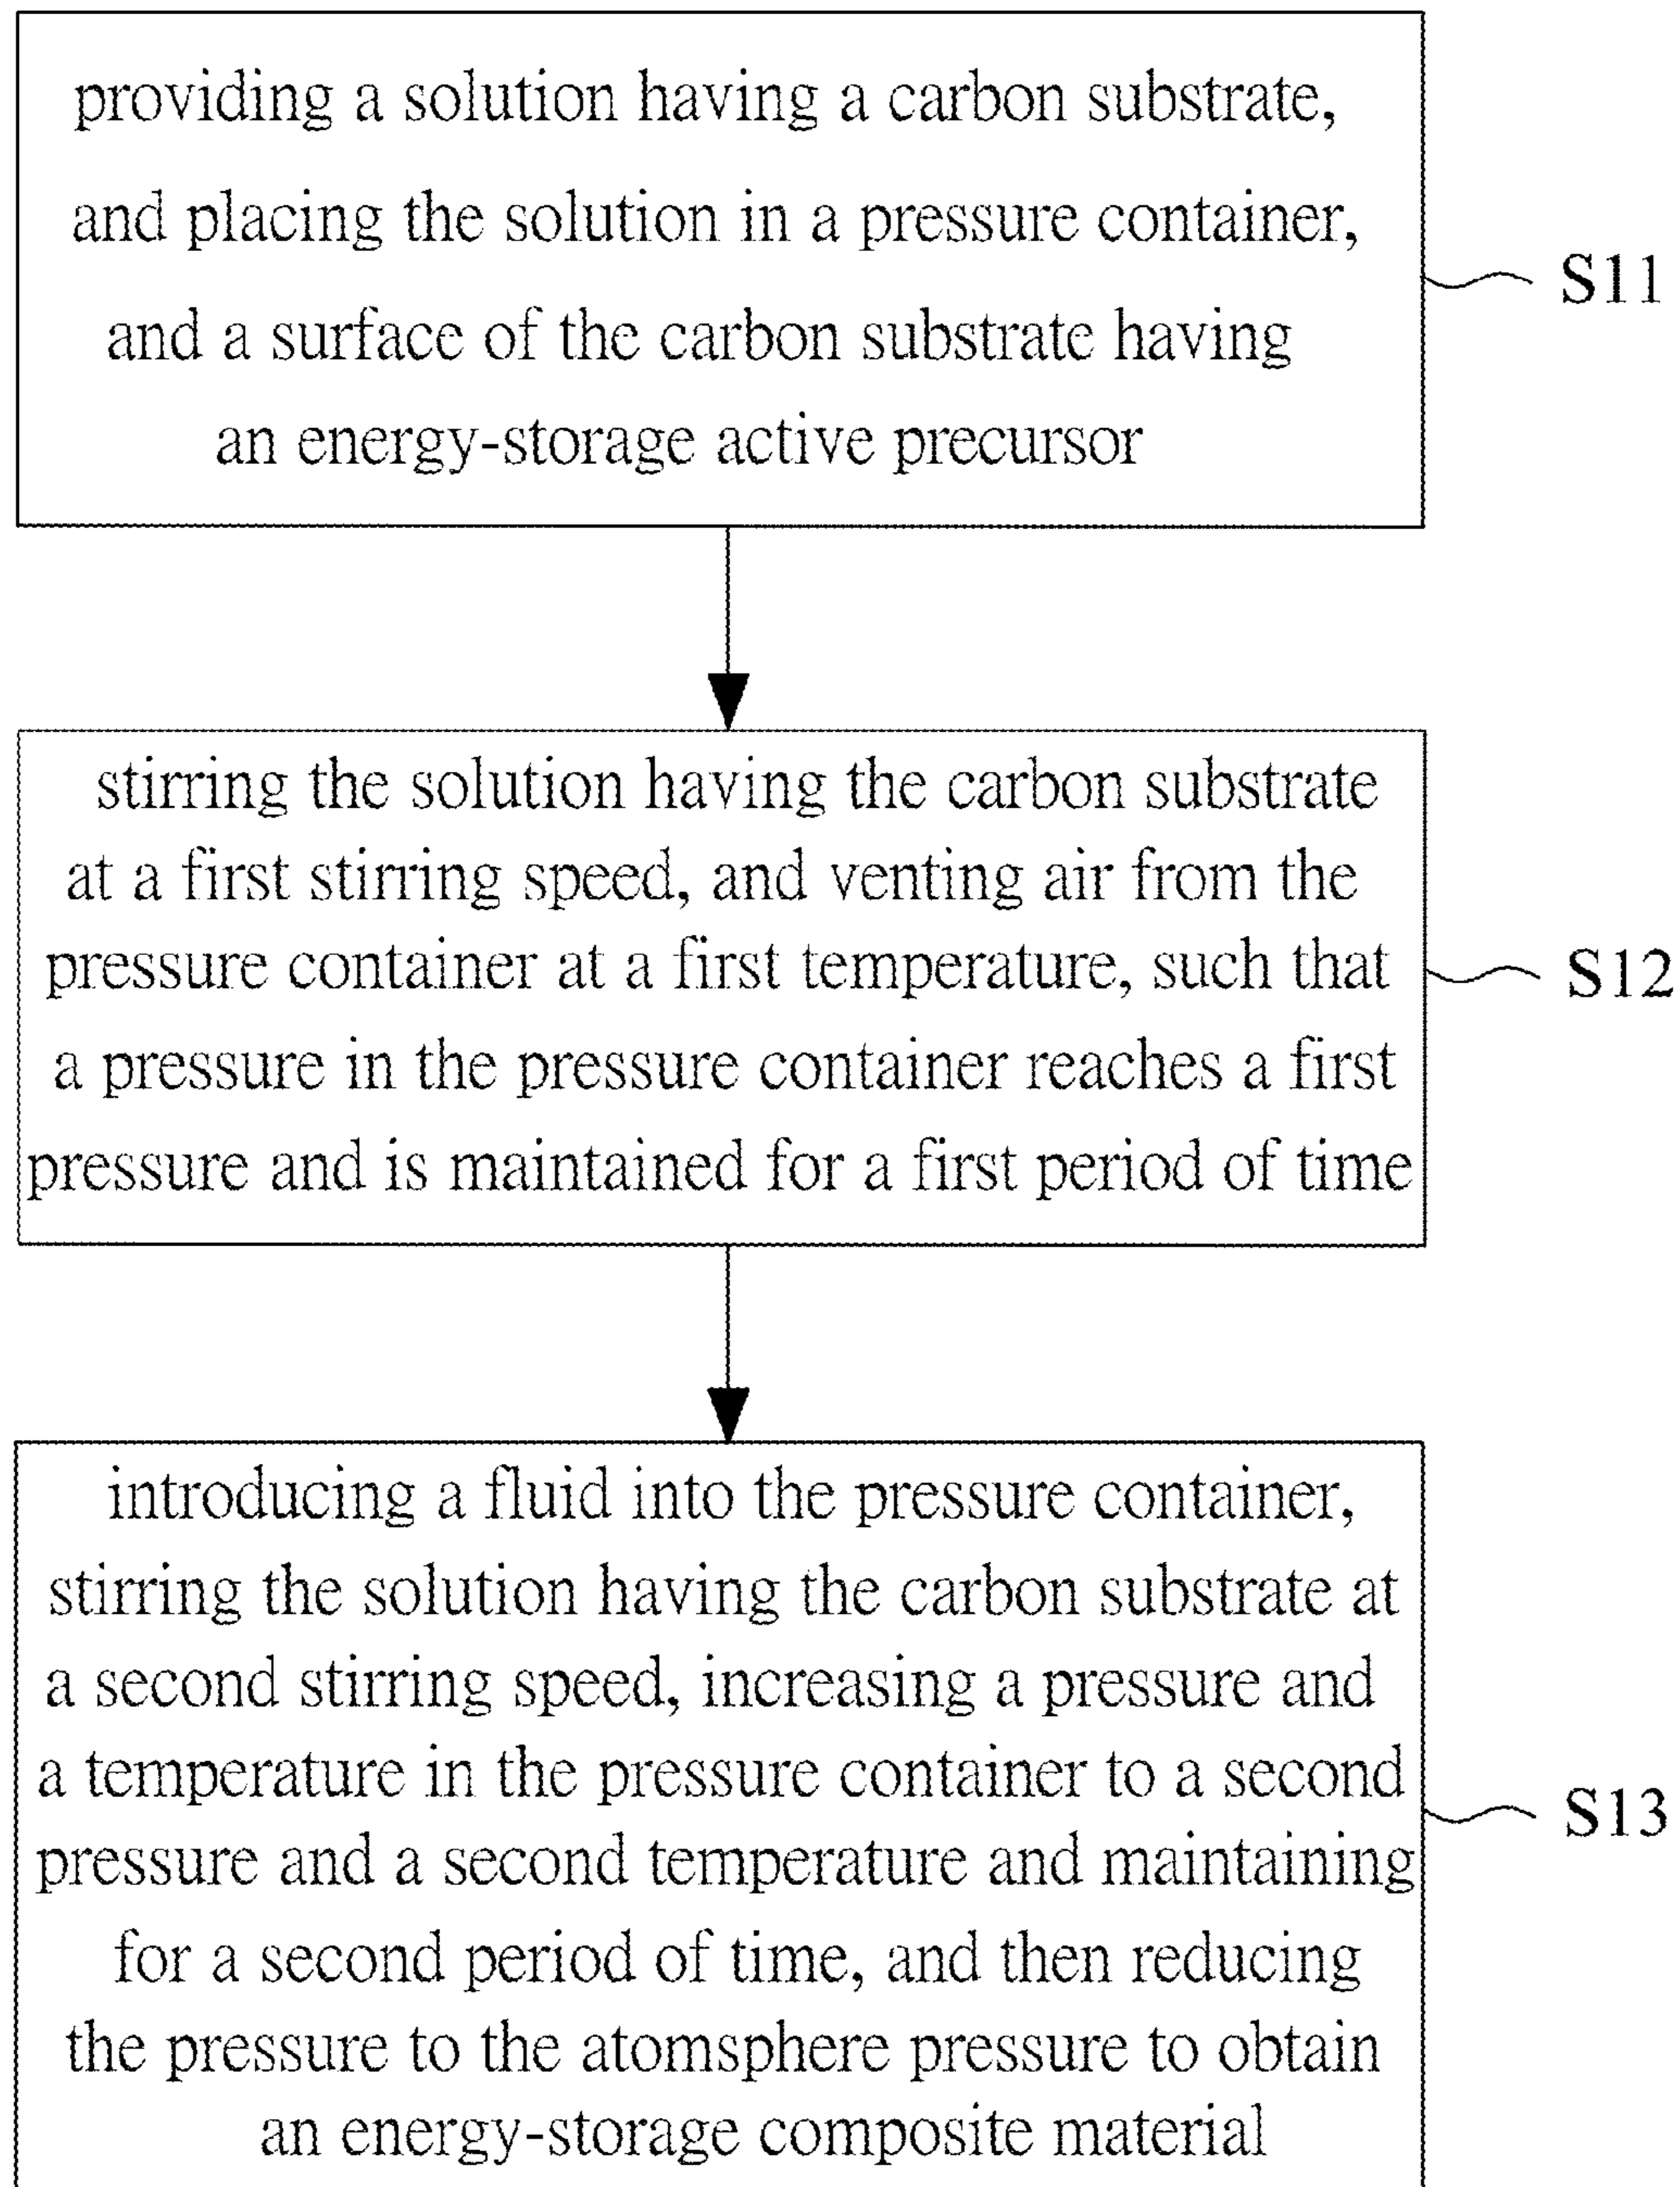 providing a solution having a carbon substrate,
and placing the solution in a pressure container,
and a surface of the carbon substrate having
an energy-storage active precursor
S11
stirring the solution having the carbon substrate
at a first stirring speed, and venting air from the
pressure container at a first temperature, such that
a pressure in the pressure container reaches a first
pressure and is maintained for a first period of time
S12
introducing a fluid into the pressure container,
stirring the solution having the carbon substrate at
a second stirring speed, increasing a pressure and
a temperature in the pressure container to a second
pressure and a second temperature and maintaining
for a second period of time, and then reducing
the pressure to the atomsphere pressure to obtain
an energy-storage composite material
S13